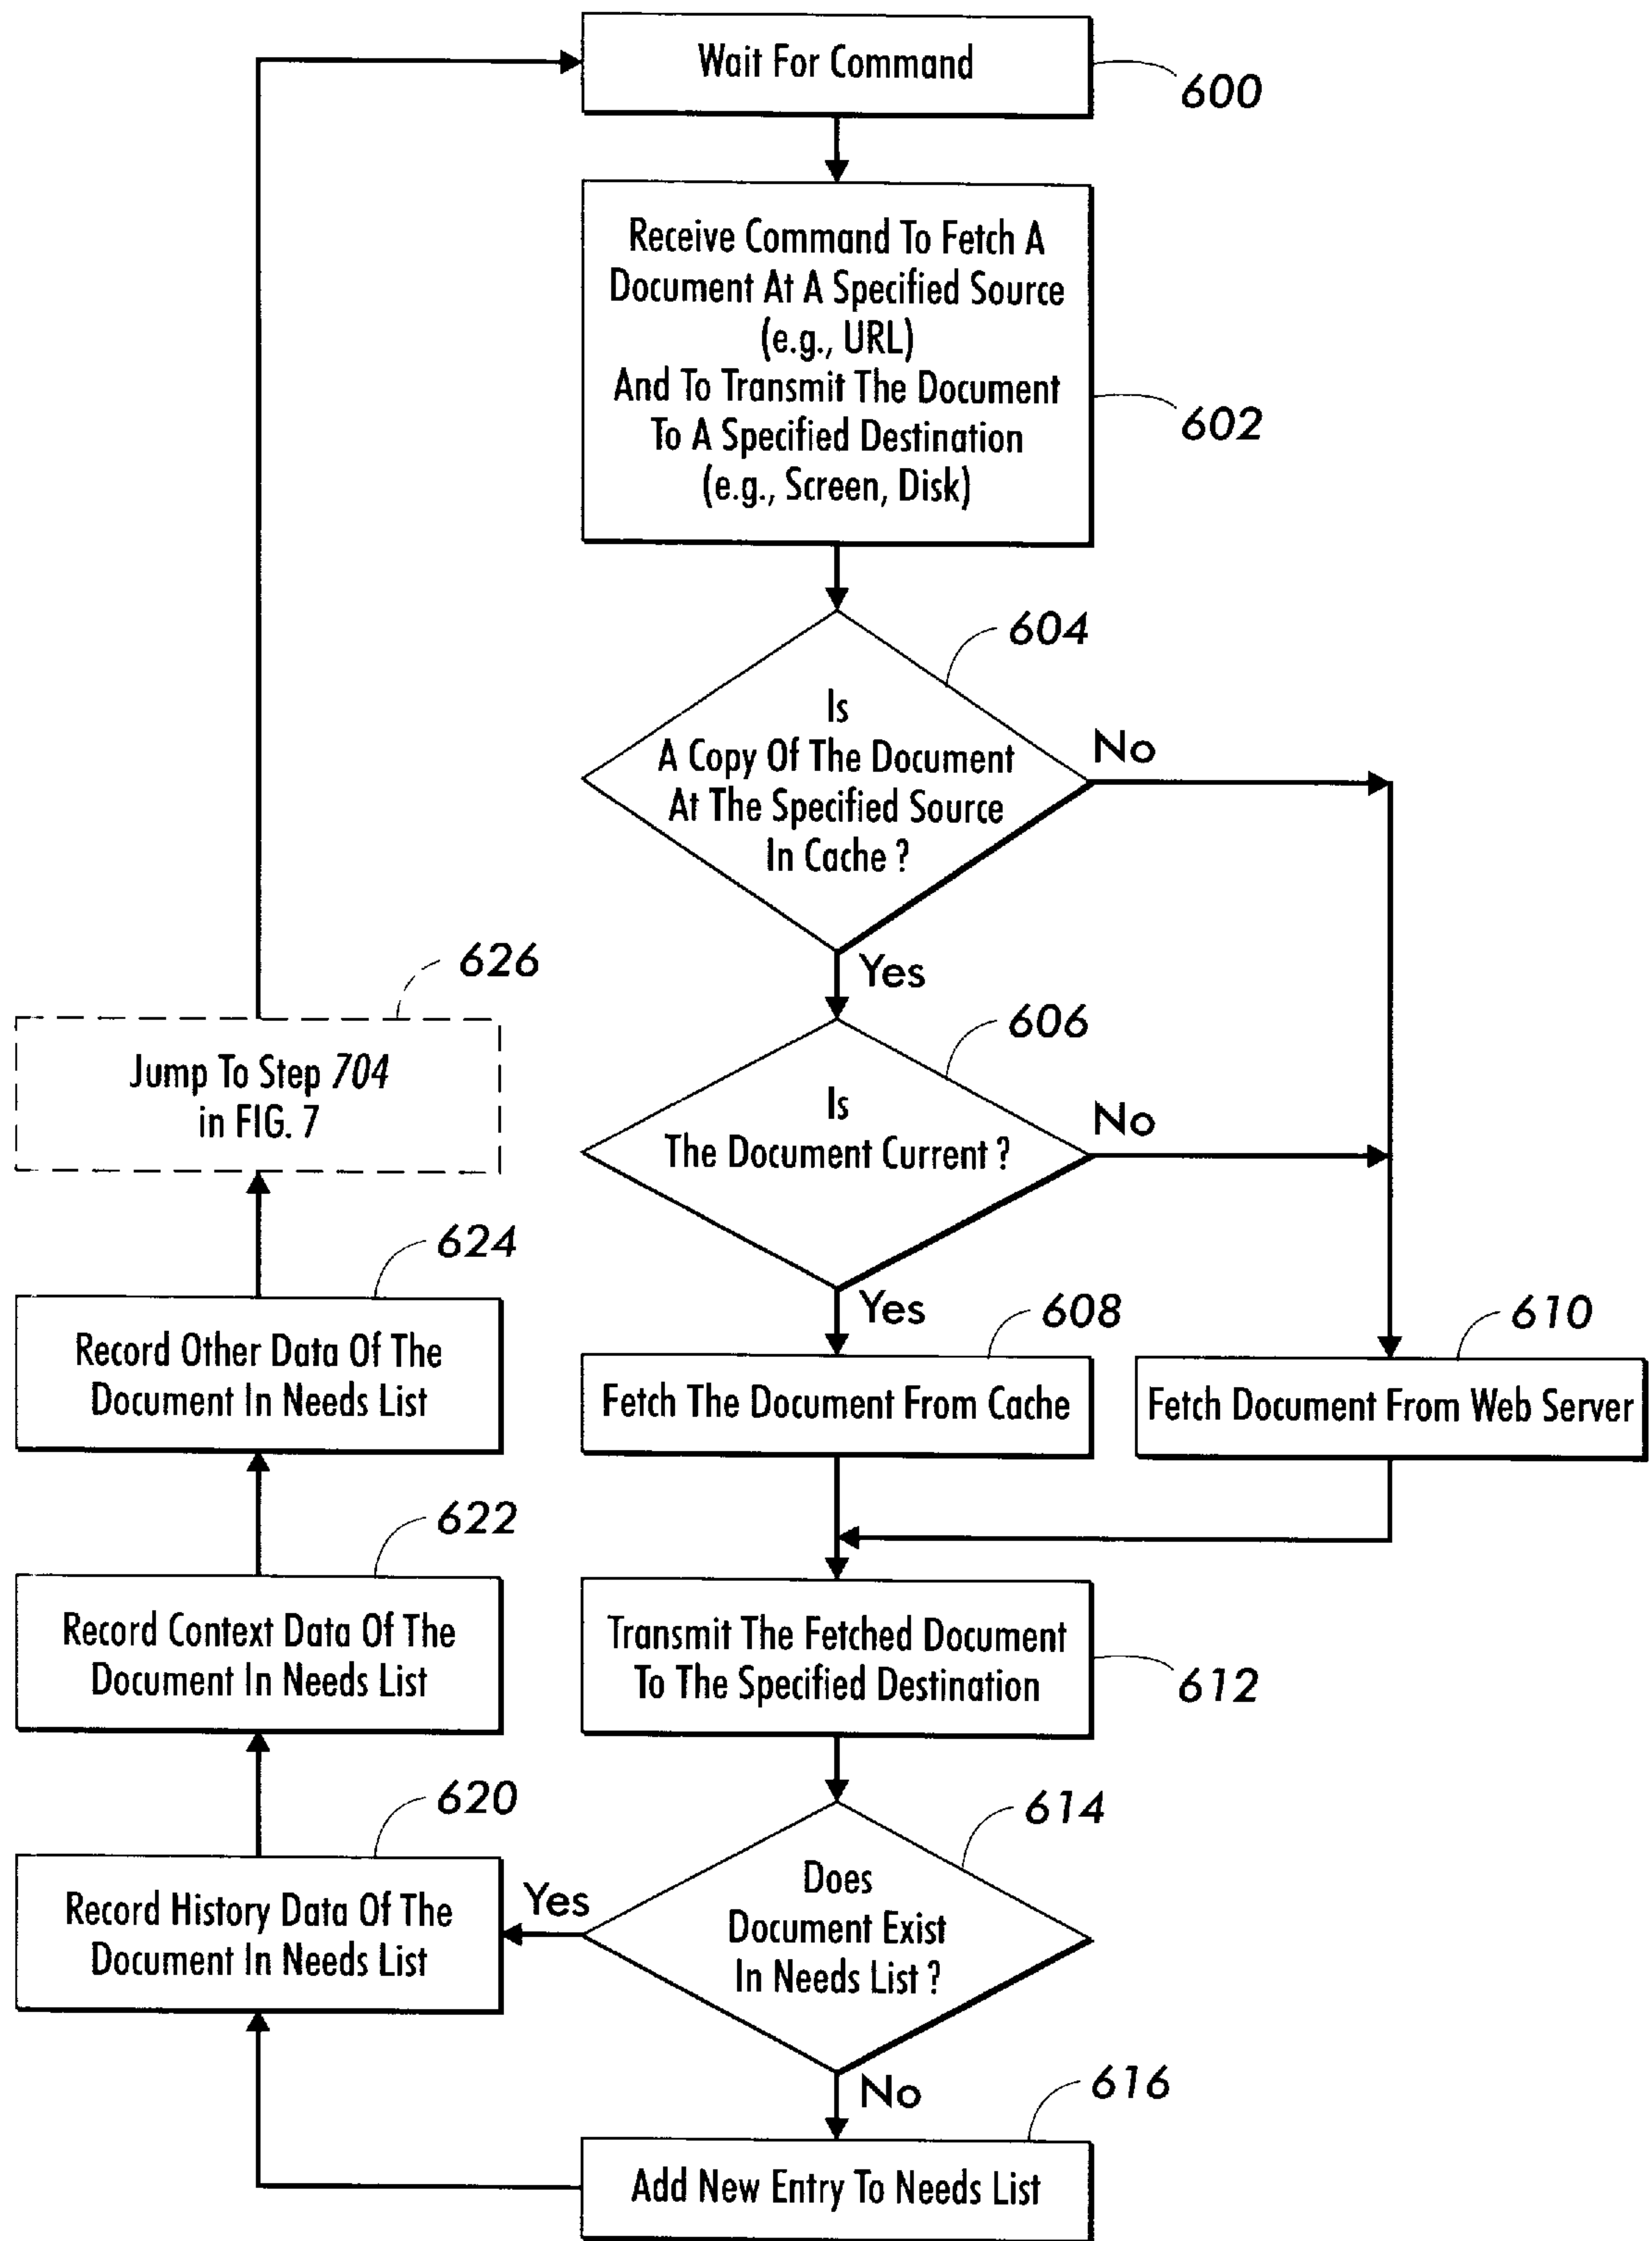 Wait For Command
600
Receive Command To Fetch A
Document At A Specified Source
(e.g., URL)
And To Transmit The Document
To A Specified Destination
(e.g., Screen, Disk)
602
604
Is
A Copy Of The Document
At The Specified Source
In Cache ?
No
Yes
606
Is
The Document Current ?
No
Yes
608
Fetch The Document From Cache
610
Fetch Document From Web Server
Transmit The Fetched Document
To The Specified Destination
612
614
Does
Document Exist
In Needs List ?
Yes
No
616
Add New Entry To Needs List
620
Record History Data Of The
Document In Needs List
622
Record Context Data Of The
Document In Needs List
624
Record Other Data Of The
Document In Needs List
626
Jump To Step 704
in FIG. 7